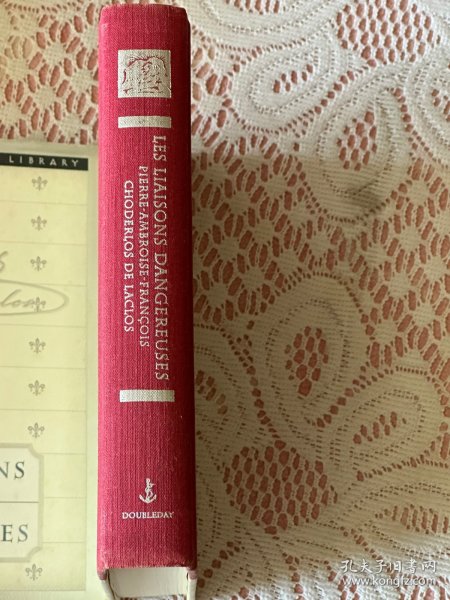 LIBRARY
LES LIAISONS DANGEREUSES
PIERRE-AMBROISE-FRANÇOIS
CHODERLOS DE LACLOS
DOUBLEDAY
NS
ES
孔夫子旧书网
www.kongfz.com